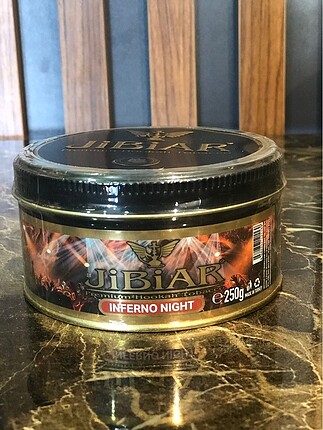 JiBiAR
JiBiAR
Premium Hookah Tobacco
INFERNO NIGHT
e 250g